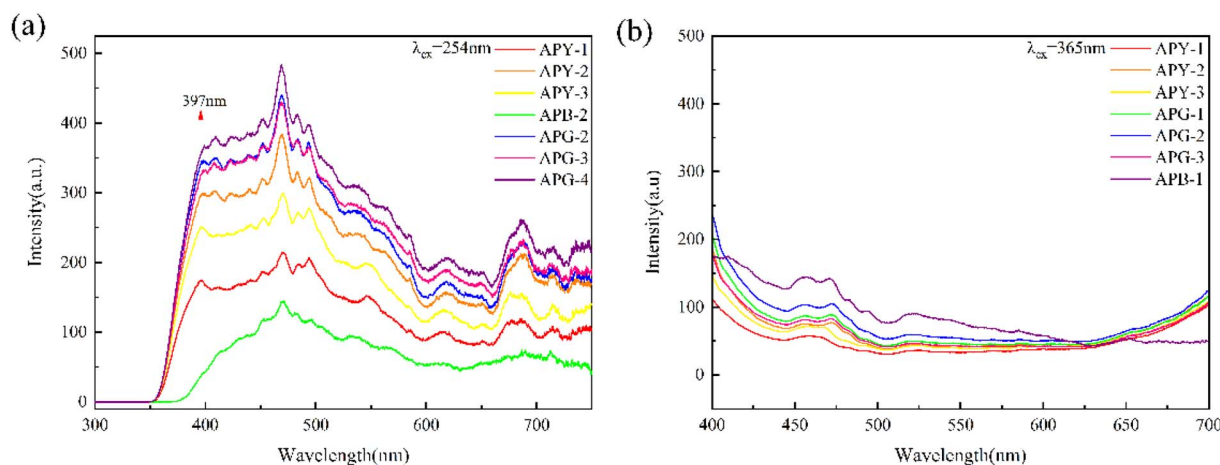 (a)
λex=254nm
397nm
APY-1
APY-2
APY-3
APB-2
APG-2
APG-3
APG-4
Intensity(a.u.)
500
400
300
200
100
0
300
400
500
600
700
Wavelength(nm)
(b)
λex=365nm
APY-1
APY-2
APY-3
APG-1
APG-2
APG-3
APB-1
Intensity(a.u)
500
400
300
200
100
0
400
450
500
550
600
650
700
Wavelength(nm)